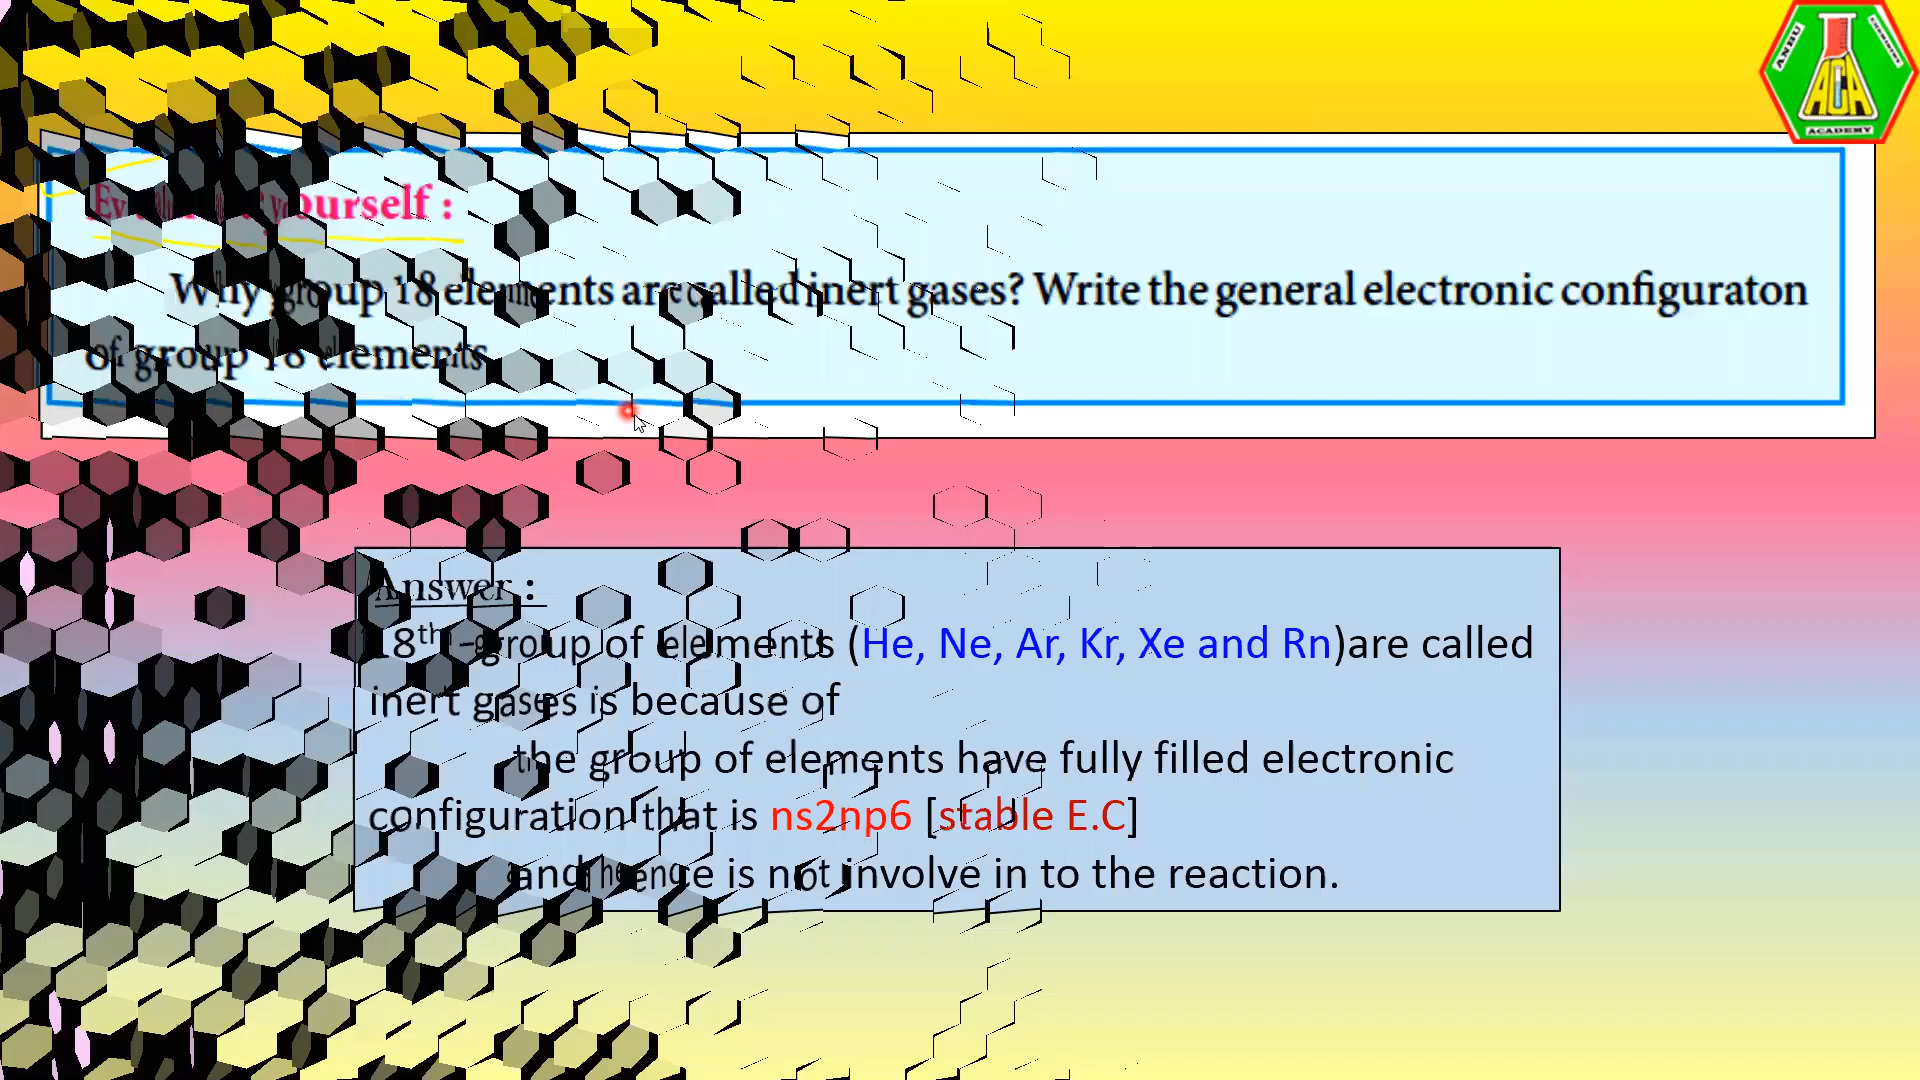 ANBU
CHEMISTRY
ACA
ACADEMY
yourself :
Why group 18 elements are called inert gases? Write the general electronic configuraton
of group 18 elements
Answer :
18th -group of elements (He, Ne, Ar, Kr, Xe and Rn)are called
inert gases is because of
the group of elements have fully filled electronic
configuration that is ns2np6 [stable E.C]
and hence is not involve in to the reaction.